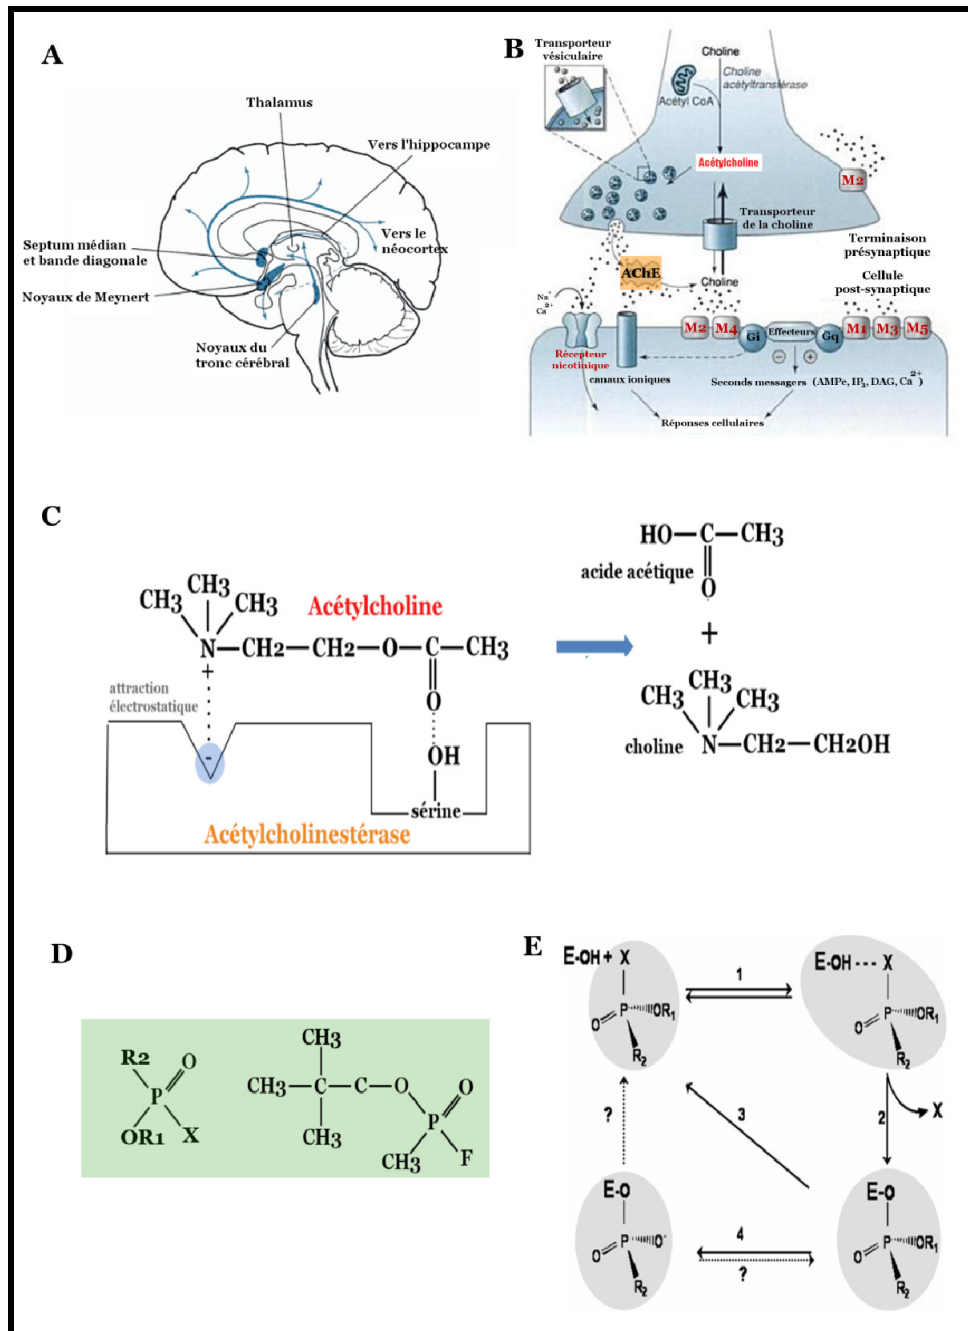 A
Thalamus
Vers l'hippocampe
Vers le
néocortex
Septum médian
et bande diagonale
Noyaux de Meynert
Noyaux du
tronc cérébral
B
Transporteur
vésiculaire
Choline
Choline
acétyltransférase
Acétyl CoA
Acétylcholine
M2
Transporteur
de la choline
Terminaison
présynaptique
AChE
Choline
Cellule
post-synaptique
Na+
Ca2+
M2
M4
Gi
Effecteurs
Gq
M1
M3
M5
Récepteur
nicotinique
canaux ioniques
− +
Seconds messagers (AMPc, IP3, DAG, Ca2+)
Réponses cellulaires
C
CH3 CH3 CH3
Acétylcholine
N—CH2—CH2—O—C—CH3
+
O
attraction
électrostatique
-
OH
sérine
Acétylcholinestérase
HO—C—CH3
acide acétique
O
+
CH3 CH3 CH3
choline
N—CH2—CH2OH
D
R2 O
P
OR1 X
CH3
CH3—C—C—O O
CH3
P
CH3 F
E
E-OH + X
O=P OR1
R2
1
E-OH --- X
O=P OR1
R2
2
X
3
?
E-O
O=P O-
R2
4
?
E-O
O=P OR1
R2